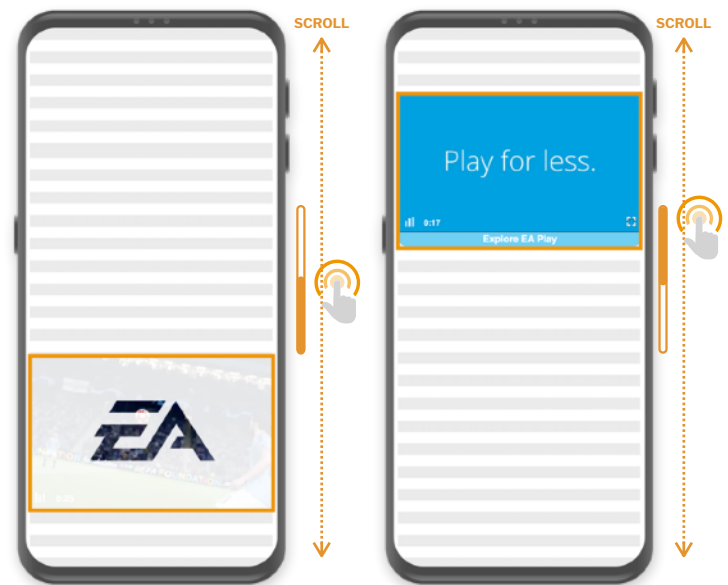 SCROLL
SCROLL
Play for less.
0:17
Explore EA Play
EA